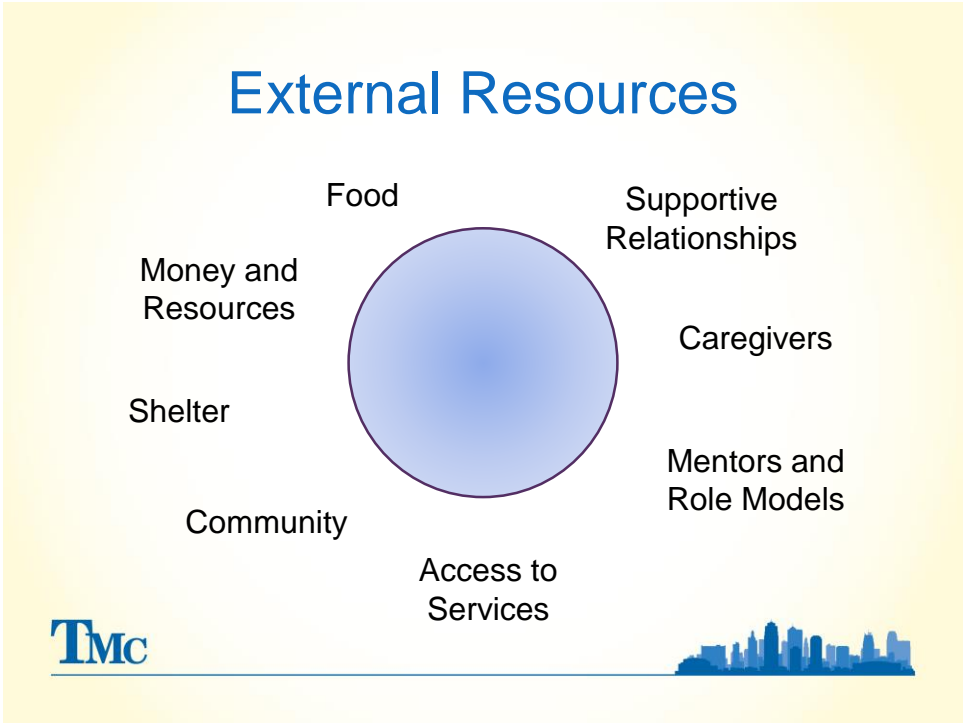 External Resources
Food
Supportive
Relationships
Money and
Resources
Caregivers
Shelter
Mentors and
Role Models
Community
Access to
Services
TMC